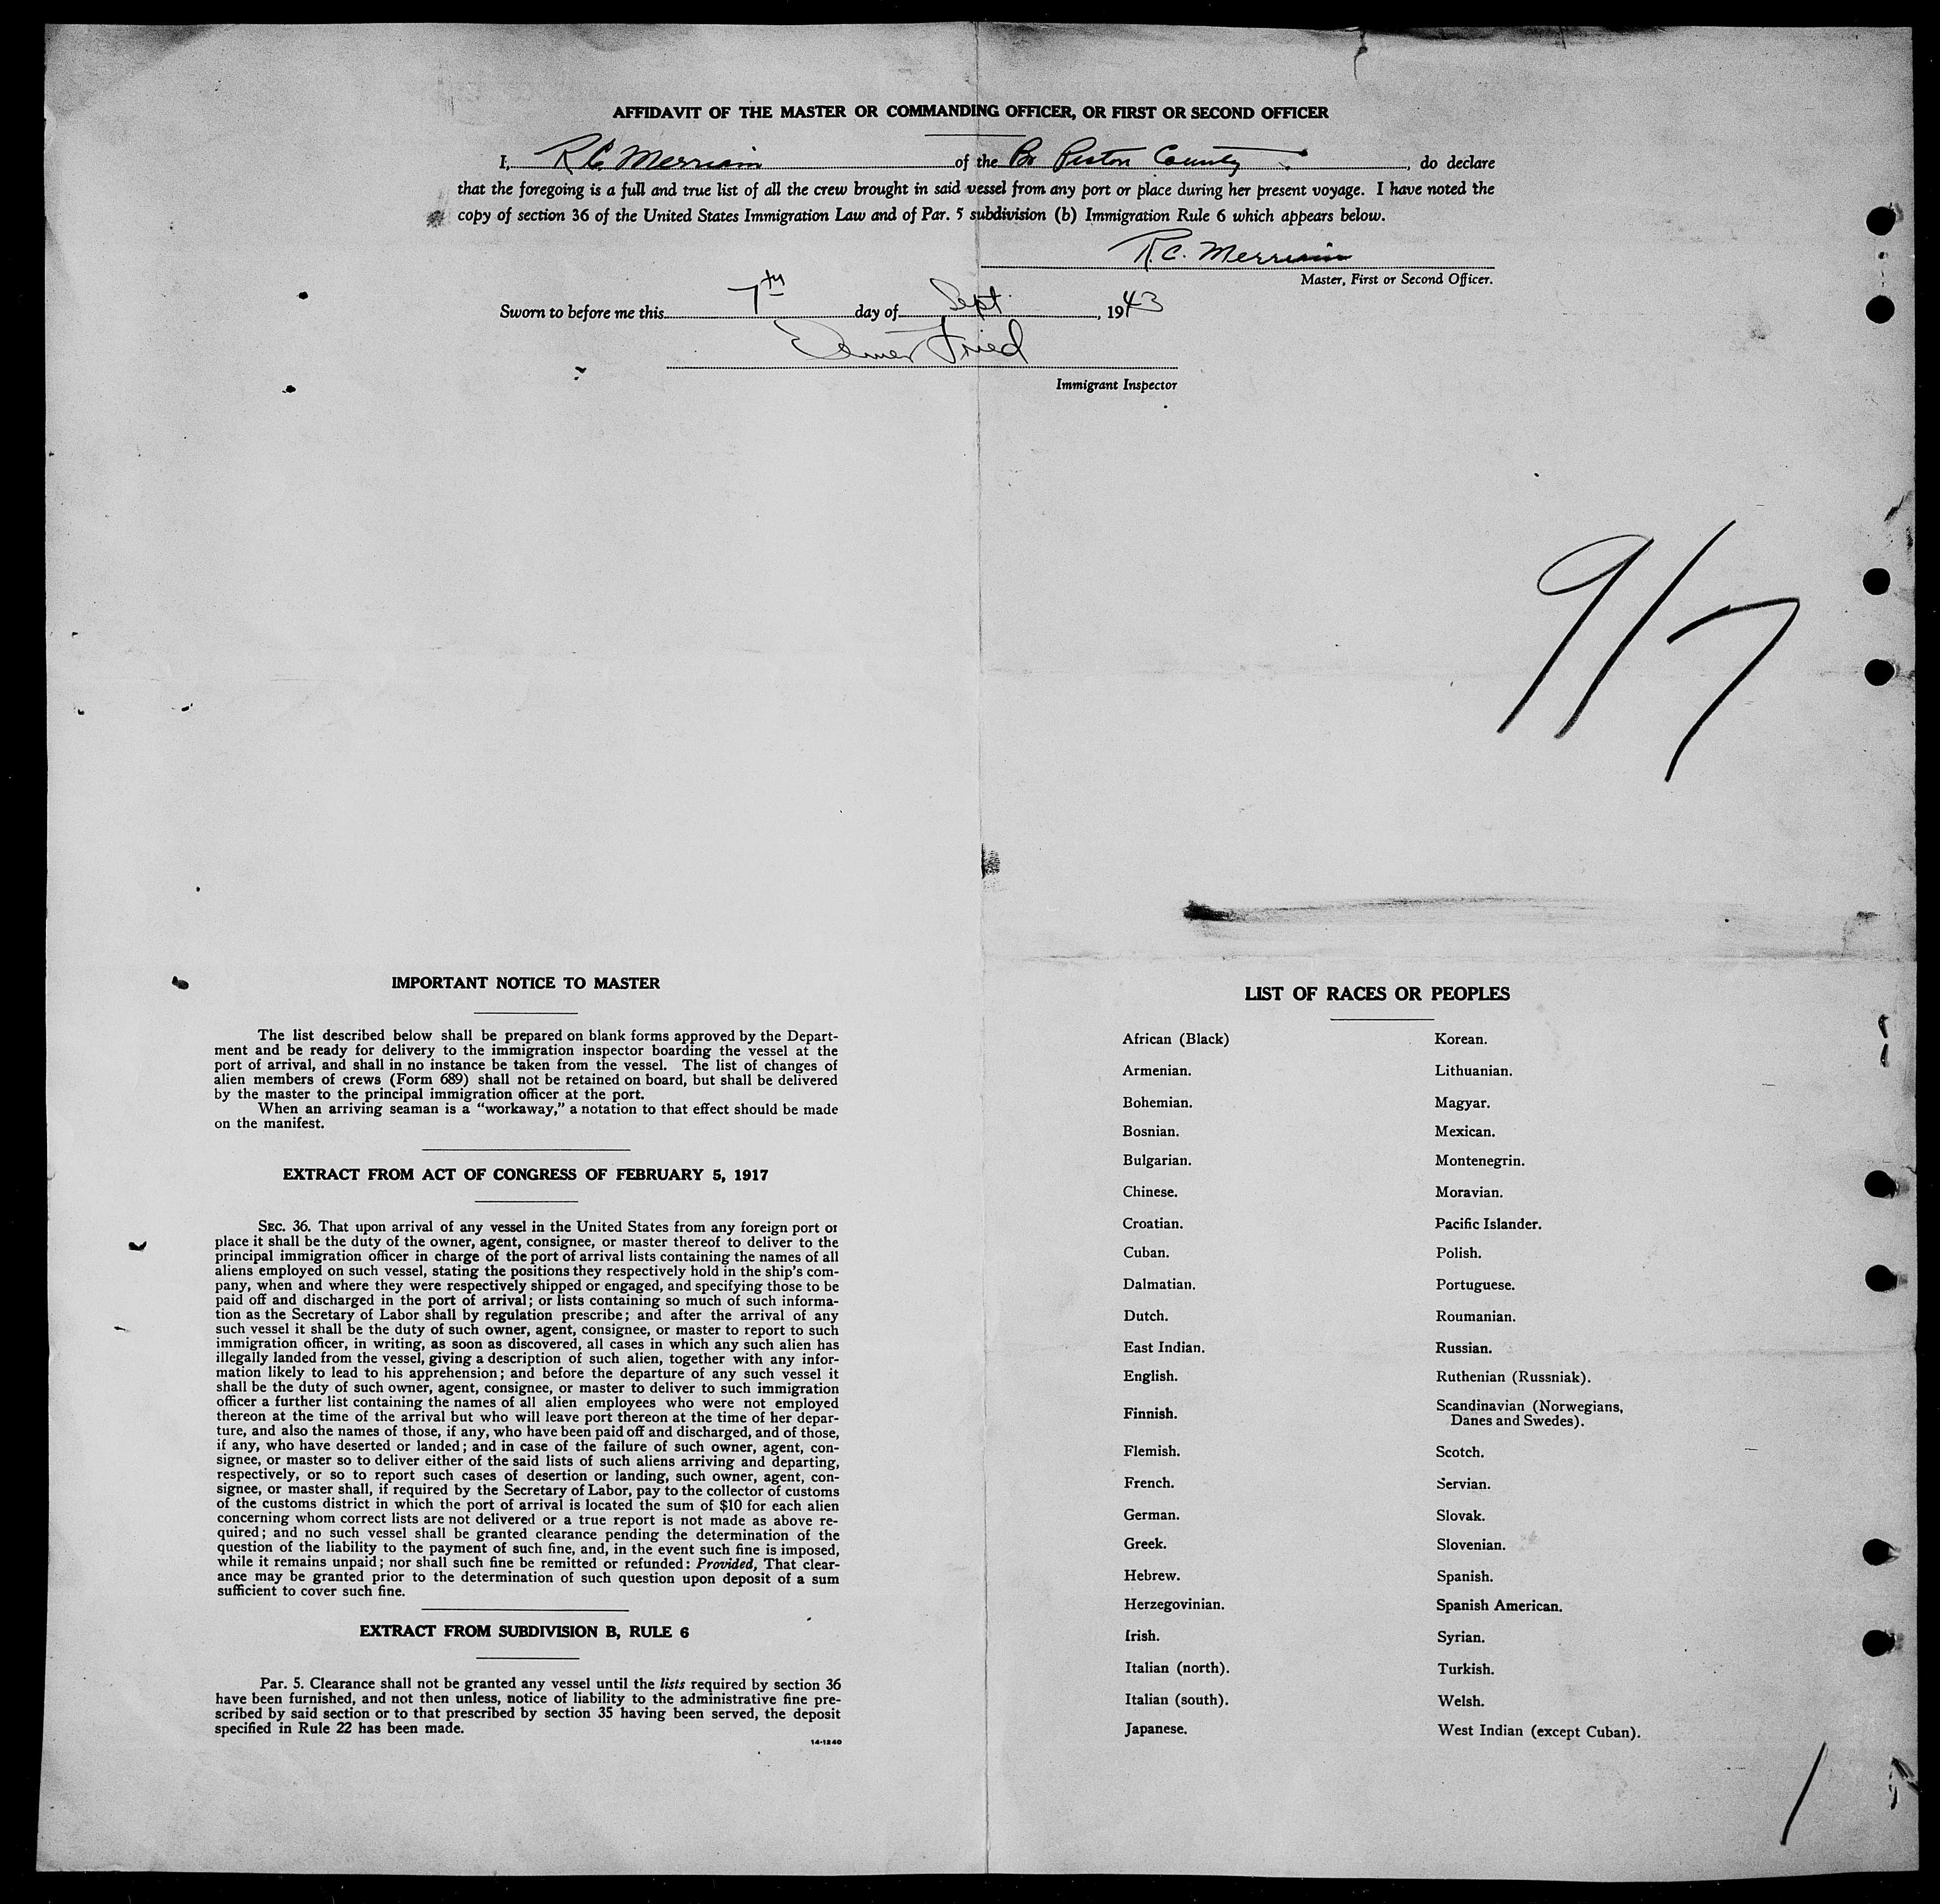 AFFIDAVIT OF THE MASTER OR COMMANDING OFFICER, OR FIRST OR SECOND OFFICER
I, R.C. Merriam of the Br Piston County, do declare
that the foregoing is a full and true list of all the crew brought in said vessel from any port or place during her present voyage. I have noted the
copy of section 36 of the United States Immigration Law and of Par. 5 subdivision (b) Immigration Rule 6 which appears below.
R.C. Merriam
Master, First or Second Officer.
Sworn to before me this 7th day of Sept. , 1943
Elmer Fried
Immigrant Inspector
9/7
IMPORTANT NOTICE TO MASTER
The list described below shall be prepared on blank forms approved by the Depart-
ment and be ready for delivery to the immigration inspector boarding the vessel at the
port of arrival, and shall in no instance be taken from the vessel. The list of changes of
alien members of crews (Form 689) shall not be retained on board, but shall be delivered
by the master to the principal immigration officer at the port.
When an arriving seaman is a "workaway," a notation to that effect should be made
on the manifest.
EXTRACT FROM ACT OF CONGRESS OF FEBRUARY 5, 1917
SEC. 36. That upon arrival of any vessel in the United States from any foreign port or
place it shall be the duty of the owner, agent, consignee, or master thereof to deliver to the
principal immigration officer in charge of the port of arrival lists containing the names of all
aliens employed on such vessel, stating the positions they respectively hold in the ship's com-
pany, when and where they were respectively shipped or engaged, and specifying those to be
paid off and discharged in the port of arrival; or lists containing so much of such informa-
tion as the Secretary of Labor shall by regulation prescribe; and after the arrival of any
such vessel it shall be the duty of such owner, agent, consignee, or master to report to such
immigration officer, in writing, as soon as discovered, all cases in which any such alien has
illegally landed from the vessel, giving a description of such alien, together with any infor-
mation likely to lead to his apprehension; and before the departure of any such vessel it
shall be the duty of such owner, agent, consignee, or master to deliver to such immigration
officer a further list containing the names of all alien employees who were not employed
thereon at the time of the arrival but who will leave port thereon at the time of her depar-
ture, and also the names of those, if any, who have been paid off and discharged, and of those,
if any, who have deserted or landed; and in case of the failure of such owner, agent, con-
signee, or master so to deliver either of the said lists of such aliens arriving and departing,
respectively, or so to report such cases of desertion or landing, such owner, agent, con-
signee, or master shall, if required by the Secretary of Labor, pay to the collector of customs
of the customs district in which the port of arrival is located the sum of $10 for each alien
concerning whom correct lists are not delivered or a true report is not made as above re-
quired; and no such vessel shall be granted clearance pending the determination of the
question of the liability to the payment of such fine, and, in the event such fine is imposed,
while it remains unpaid; nor shall such fine be remitted or refunded: Provided, That clear-
ance may be granted prior to the determination of such question upon deposit of a sum
sufficient to cover such fine.
EXTRACT FROM SUBDIVISION B, RULE 6
Par. 5. Clearance shall not be granted any vessel until the lists required by section 36
have been furnished, and not then unless, notice of liability to the administrative fine pre-
scribed by said section or to that prescribed by section 35 having been served, the deposit
specified in Rule 22 has been made.
14-1240
LIST OF RACES OR PEOPLES
African (Black)
Armenian.
Bohemian.
Bosnian.
Bulgarian.
Chinese.
Croatian.
Cuban.
Dalmatian.
Dutch.
East Indian.
English.
Finnish.
Flemish.
French.
German.
Greek.
Hebrew.
Herzegovinian.
Irish.
Italian (north).
Italian (south).
Japanese.
Korean.
Lithuanian.
Magyar.
Mexican.
Montenegrin.
Moravian.
Pacific Islander.
Polish.
Portuguese.
Roumanian.
Russian.
Ruthenian (Russniak).
Scandinavian (Norwegians,
Danes and Swedes).
Scotch.
Servian.
Slovak.
Slovenian.
Spanish.
Spanish American.
Syrian.
Turkish.
Welsh.
West Indian (except Cuban).
1